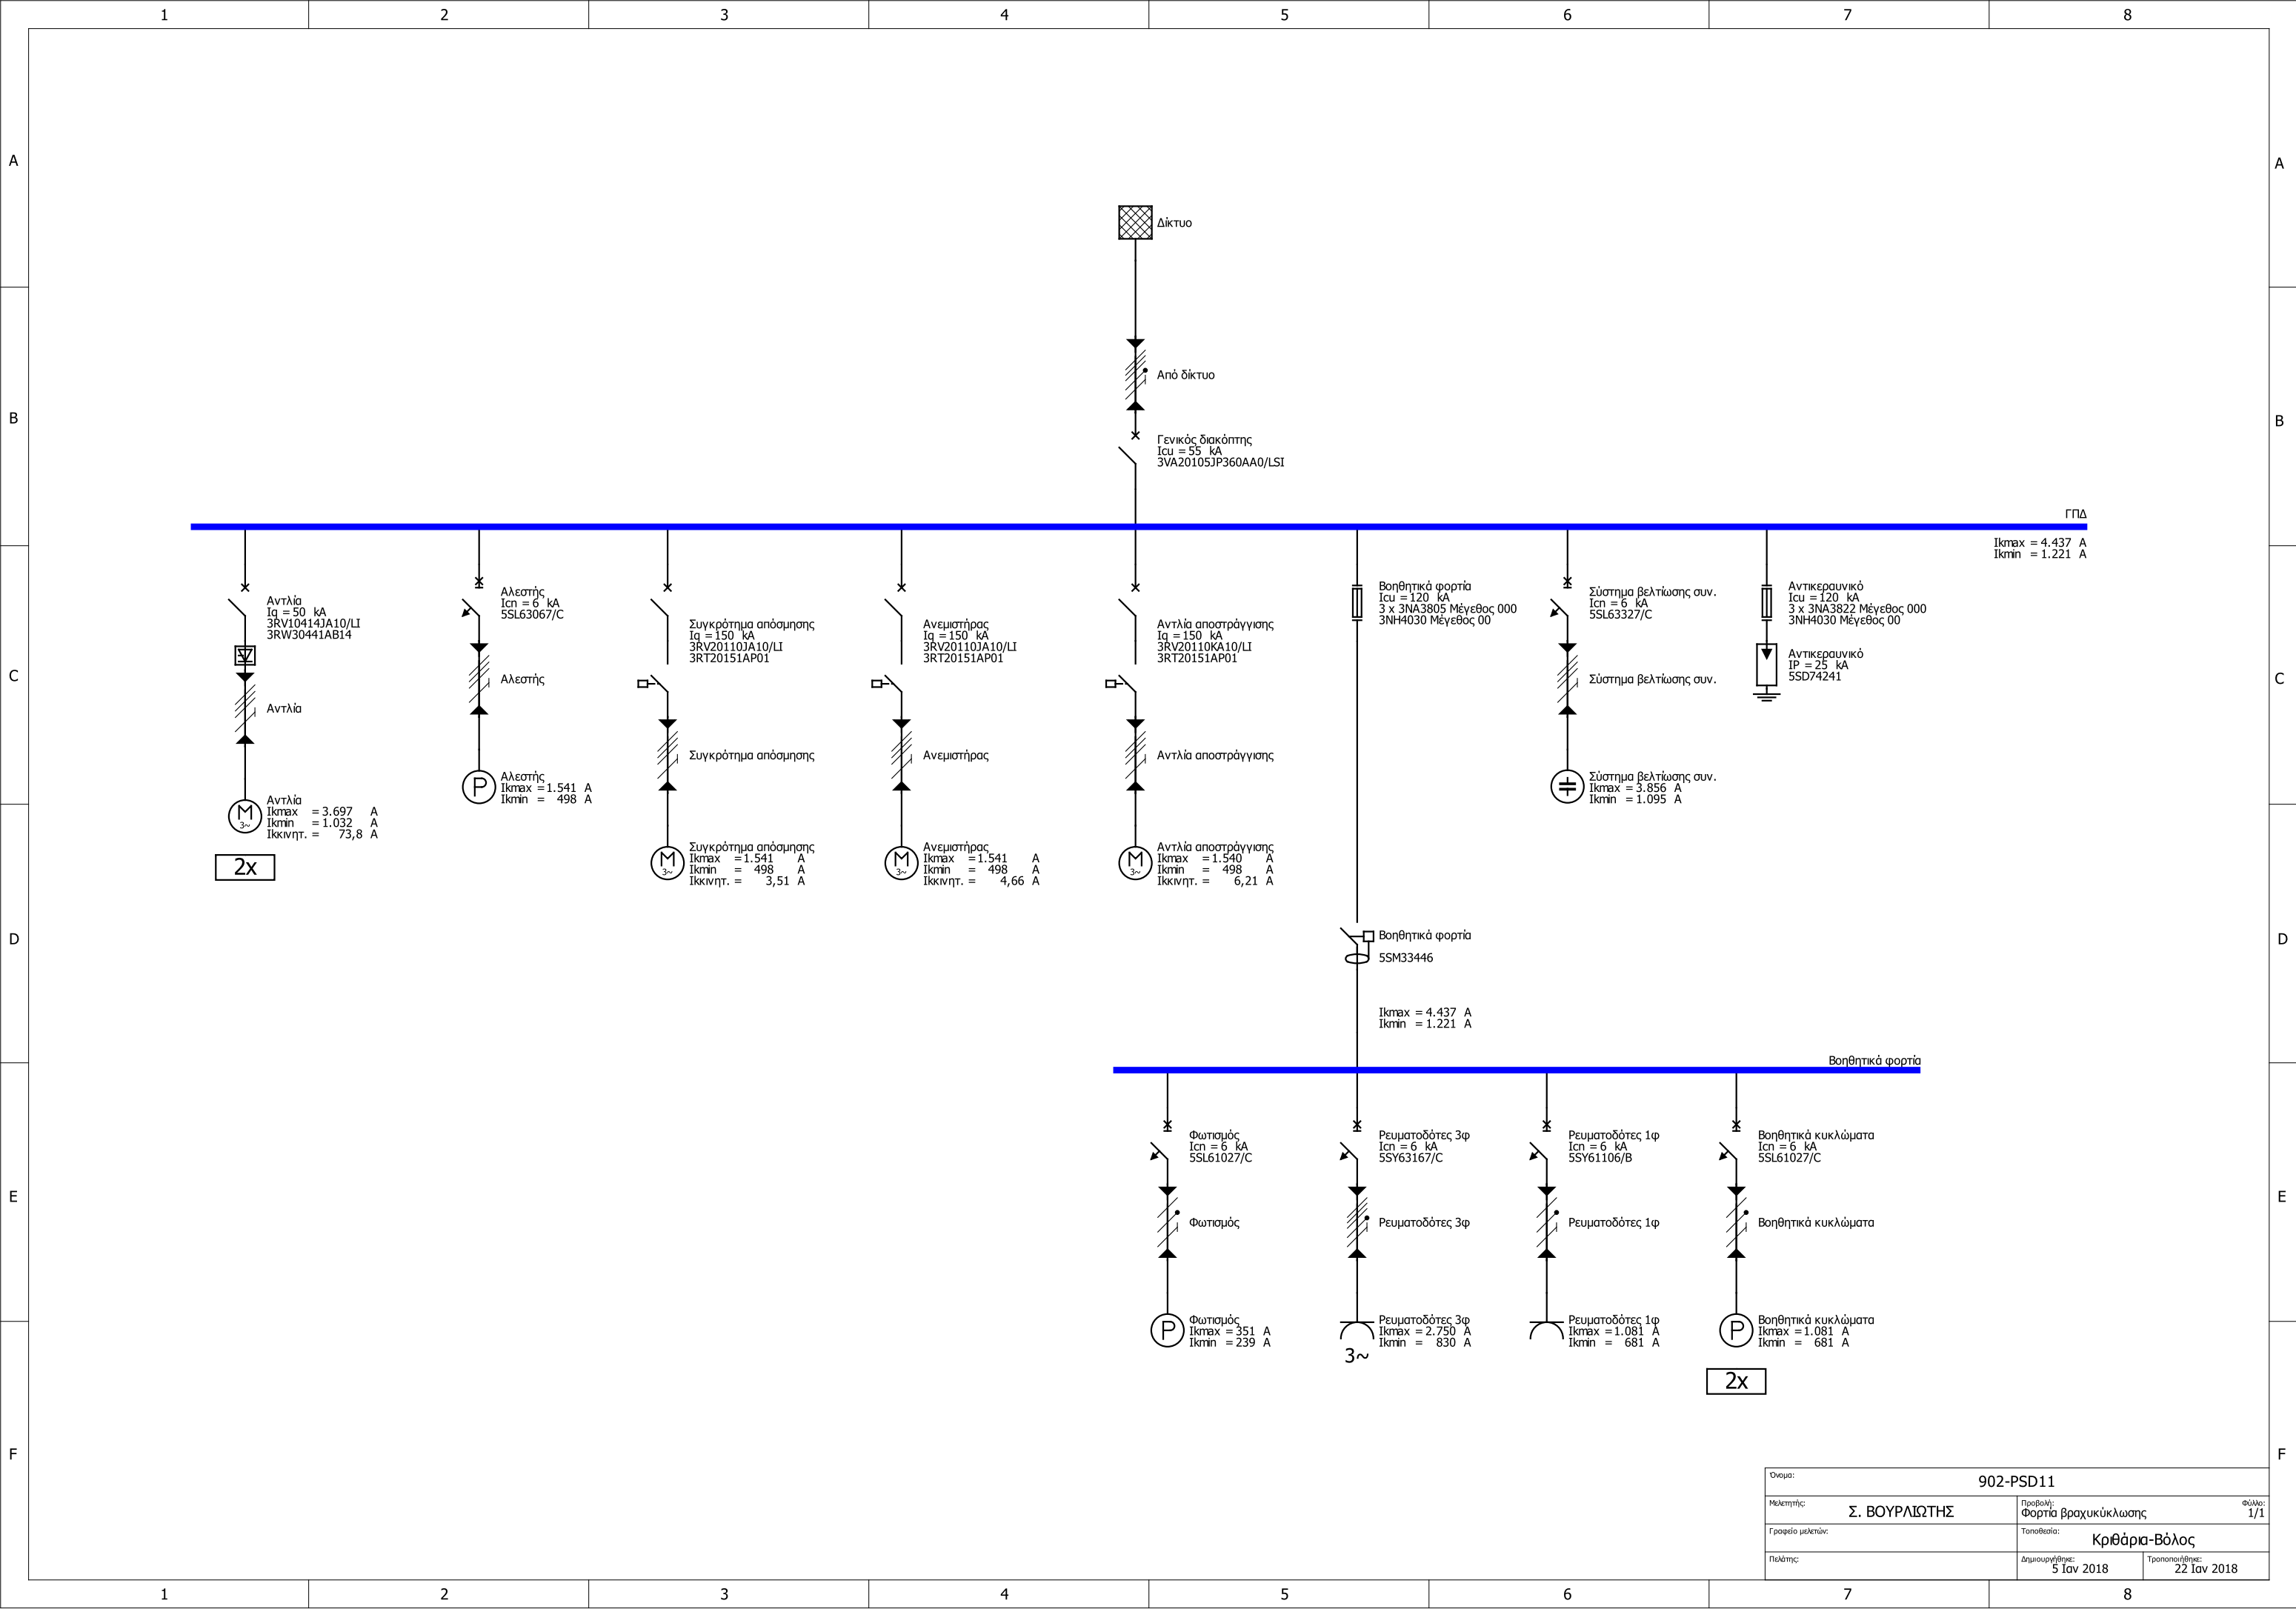 1 2 3 4 5 6 7 8
A A
Δίκτυο
Από δίκτυο
B B
Γενικός διακόπτης
Icu = 55 kA
3VA20105JP360AA0/LSI
ΓΠΔ
Ikmax = 4.437 A
Ikmin = 1.221 A
C C
Αντλία
Iq = 50 kA
3RV10414JA10/LI
3RW30441AB14
Αντλία
Αντλία
Ikmax = 3.697 A
Ikmin = 1.032 A
Ikκινητ. = 73,8 A
M
3~
2x
Αλεστής
Icn = 6 kA
5SL63067/C
Αλεστής
Αλεστής
Ikmax = 1.541 A
Ikmin = 498 A
P
Συγκρότημα απόσμησης
Iq = 150 kA
3RV20110JA10/LI
3RT20151AP01
Συγκρότημα απόσμησης
Συγκρότημα απόσμησης
Ikmax = 1.541 A
Ikmin = 498 A
Ikκινητ. = 3,51 A
M
3~
Ανεμιστήρας
Iq = 150 kA
3RV20110JA10/LI
3RT20151AP01
Ανεμιστήρας
Ανεμιστήρας
Ikmax = 1.541 A
Ikmin = 498 A
Ikκινητ. = 4,66 A
M
3~
Αντλία αποστράγγισης
Iq = 150 kA
3RV20110KA10/LI
3RT20151AP01
Αντλία αποστράγγισης
Αντλία αποστράγγισης
Ikmax = 1.540 A
Ikmin = 498 A
Ikκινητ. = 6,21 A
M
3~
Βοηθητικά φορτία
Icu = 120 kA
3 x 3NA3805 Μέγεθος 000
3NH4030 Μέγεθος 00
Σύστημα βελτίωσης συν.
Icn = 6 kA
5SL63327/C
Σύστημα βελτίωσης συν.
Σύστημα βελτίωσης συν.
Ikmax = 3.856 A
Ikmin = 1.095 A
Αντικεραυνικό
Icu = 120 kA
3 x 3NA3822 Μέγεθος 000
3NH4030 Μέγεθος 00
Αντικεραυνικό
IP = 25 kA
5SD74241
D D
Βοηθητικά φορτία
5SM33446
Ikmax = 4.437 A
Ikmin = 1.221 A
Βοηθητικά φορτία
E E
Φωτισμός
Icn = 6 kA
5SL61027/C
Φωτισμός
Φωτισμός
Ikmax = 351 A
Ikmin = 239 A
P
Ρευματοδότες 3φ
Icn = 6 kA
5SY63167/C
Ρευματοδότες 3φ
Ρευματοδότες 3φ
Ikmax = 2.750 A
Ikmin = 830 A
3~
Ρευματοδότες 1φ
Icn = 6 kA
5SY61106/B
Ρευματοδότες 1φ
Ρευματοδότες 1φ
Ikmax = 1.081 A
Ikmin = 681 A
Βοηθητικά κυκλώματα
Icn = 6 kA
5SL61027/C
Βοηθητικά κυκλώματα
Βοηθητικά κυκλώματα
Ikmax = 1.081 A
Ikmin = 681 A
P
2x
F F
Όνομα:
902-PSD11
Μελετητής:
Σ. ΒΟΥΡΛΙΩΤΗΣ
Προβολή: Φύλλο:
Φορτία βραχυκύκλωσης 1/1
Γραφείο μελετών:
Τοποθεσία:
Κριθάρια-Βόλος
Πελάτης:
Δημιουργήθηκε: Τροποποιήθηκε:
5 Ιαν 2018 22 Ιαν 2018
1 2 3 4 5 6 7 8